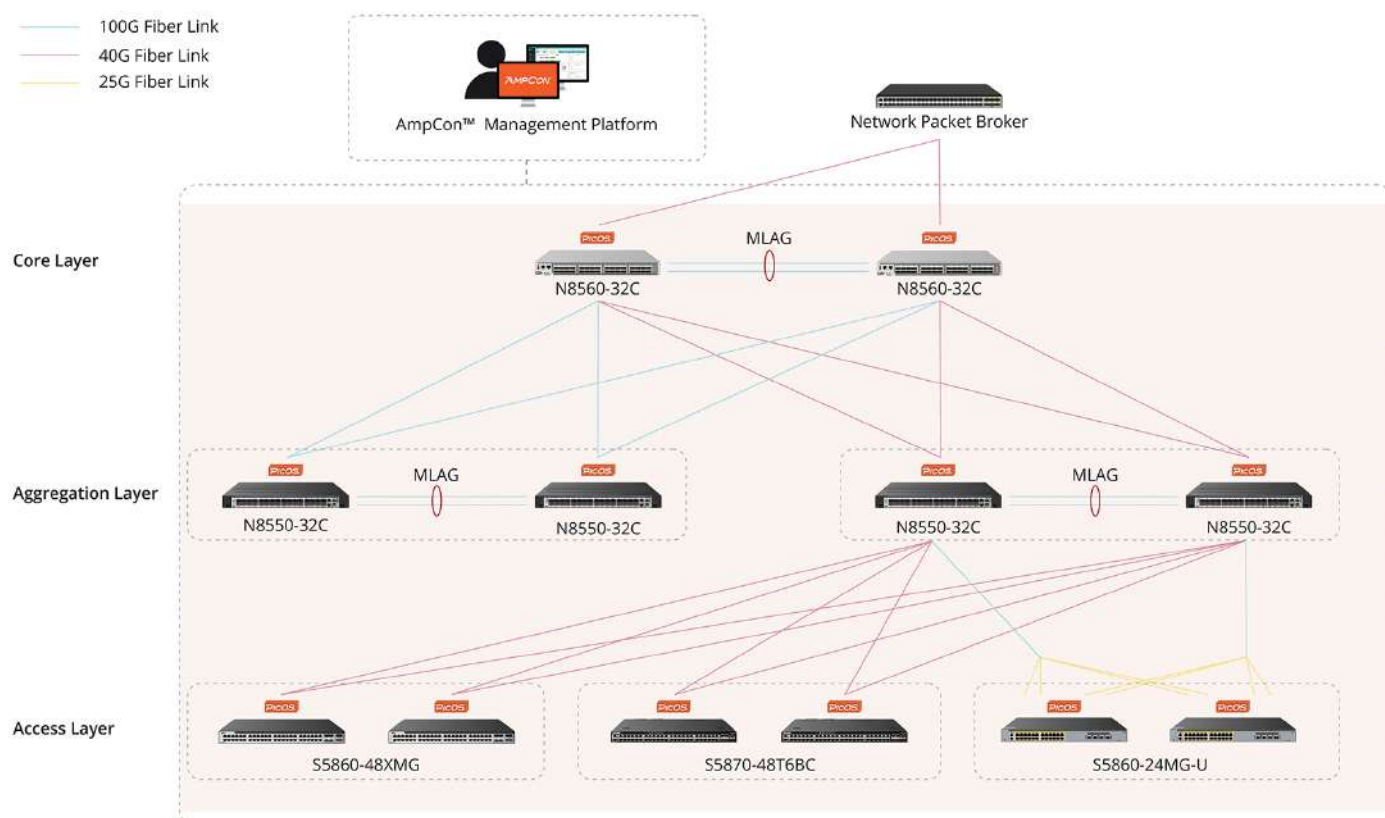 100G Fiber Link
40G Fiber Link
25G Fiber Link
AMPCON
AmpCon™ Management Platform
Network Packet Broker
Core Layer
PICOS
MLAG
PICOS
N8560-32C
N8560-32C
Aggregation Layer
PICOS
MLAG
PICOS
PICOS
MLAG
PICOS
N8550-32C
N8550-32C
N8550-32C
N8550-32C
Access Layer
PICOS
PICOS
PICOS
PICOS
PICOS
PICOS
S5860-48XMG
S5870-48T6BC
S5860-24MG-U